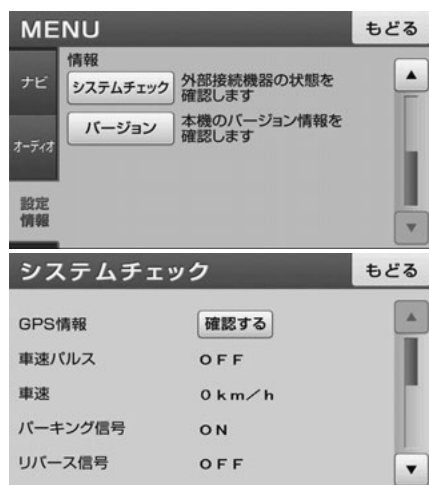 MENU
もどる
ナビ
オーディオ
設定
情報
情報
システムチェック
外部接続機器の状態を
確認します
バージョン
本機のバージョン情報を
確認します
システムチェック
もどる
GPS情報
確認する
車速パルス
OFF
車速
0km/h
パーキング信号
ON
リバース信号
OFF